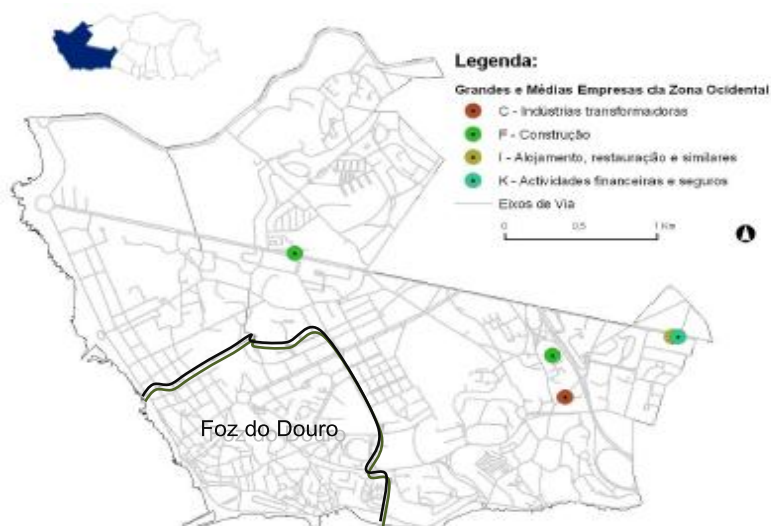 Legenda:
Grandes e Médias Empresas da Zona Ocidental
C - Indústrias transformadoras
F - Construção
I - Alojamento, restauração e similares
K - Actividades financeiras e seguros
Eixos de Via
0 0,5 1 Km
Foz do Douro